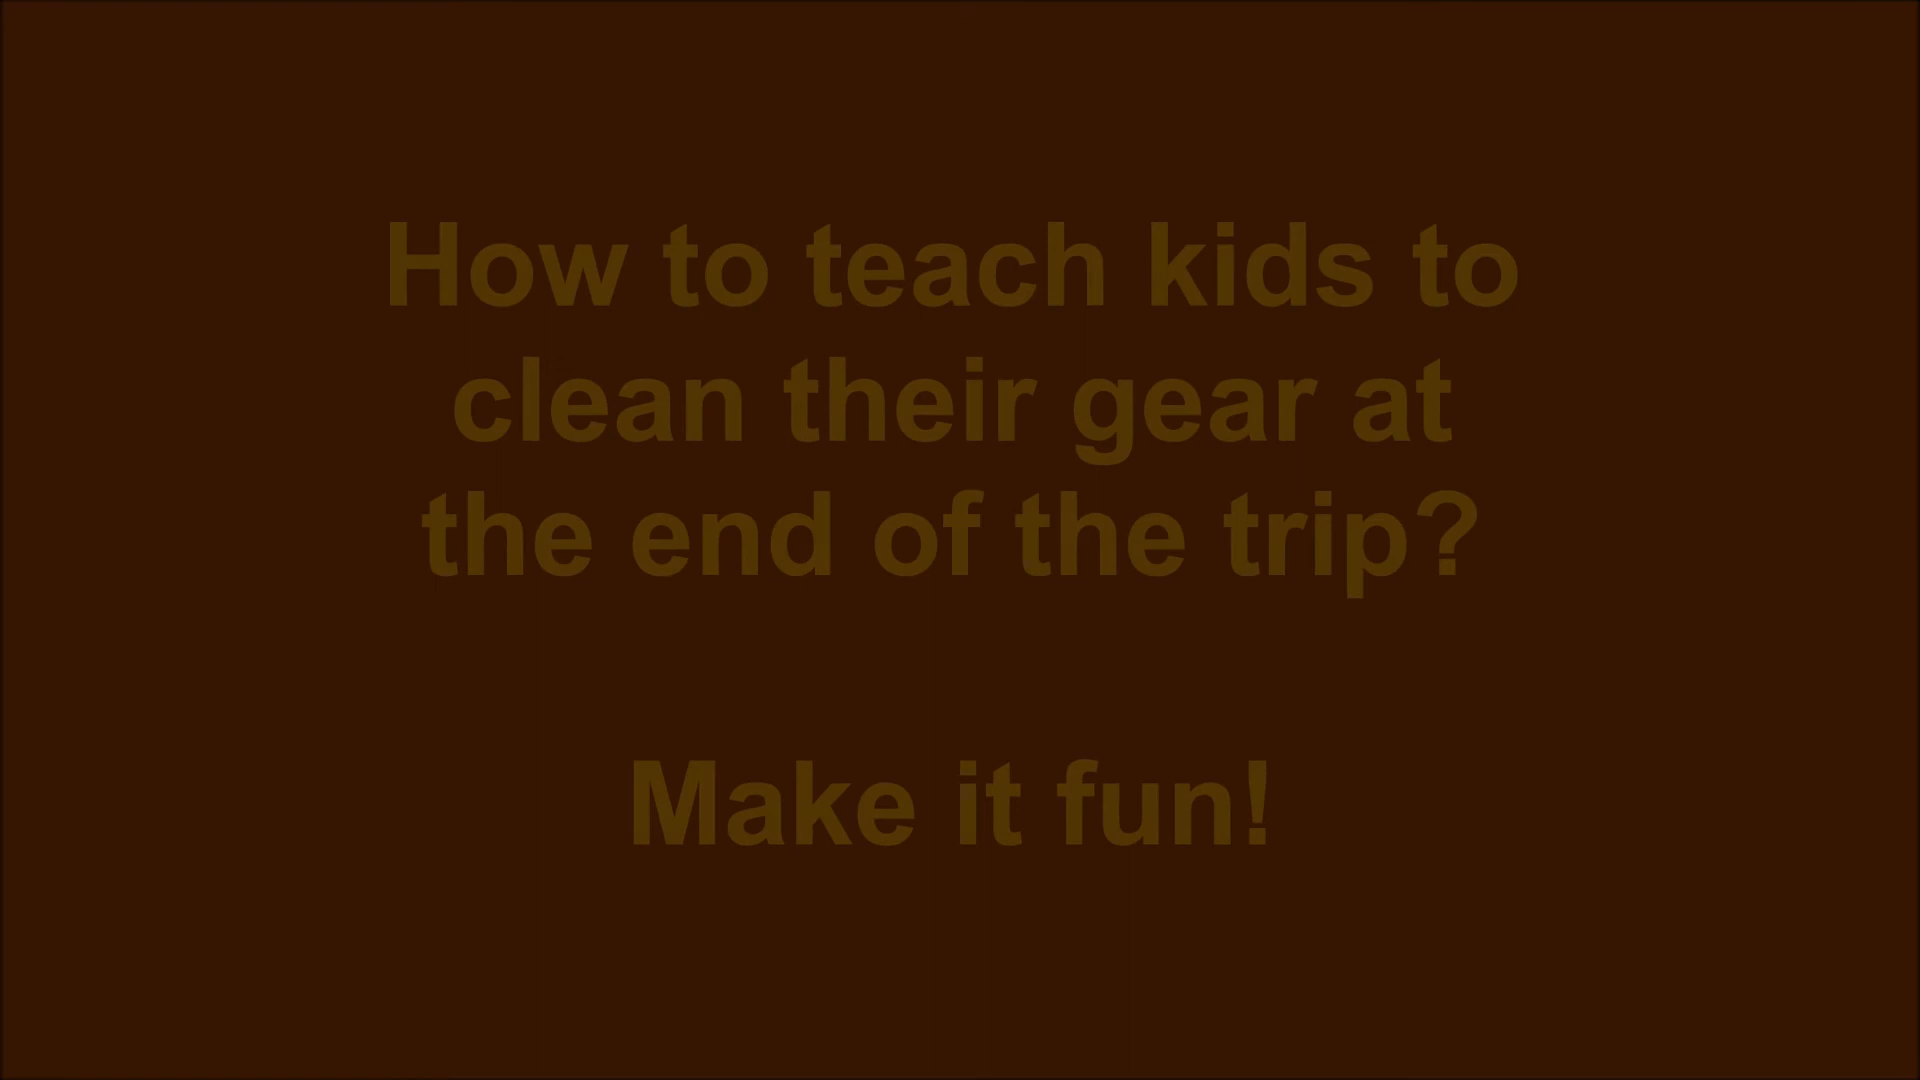 How to teach kids to
clean their gear at
the end of the trip?
Make it fun!